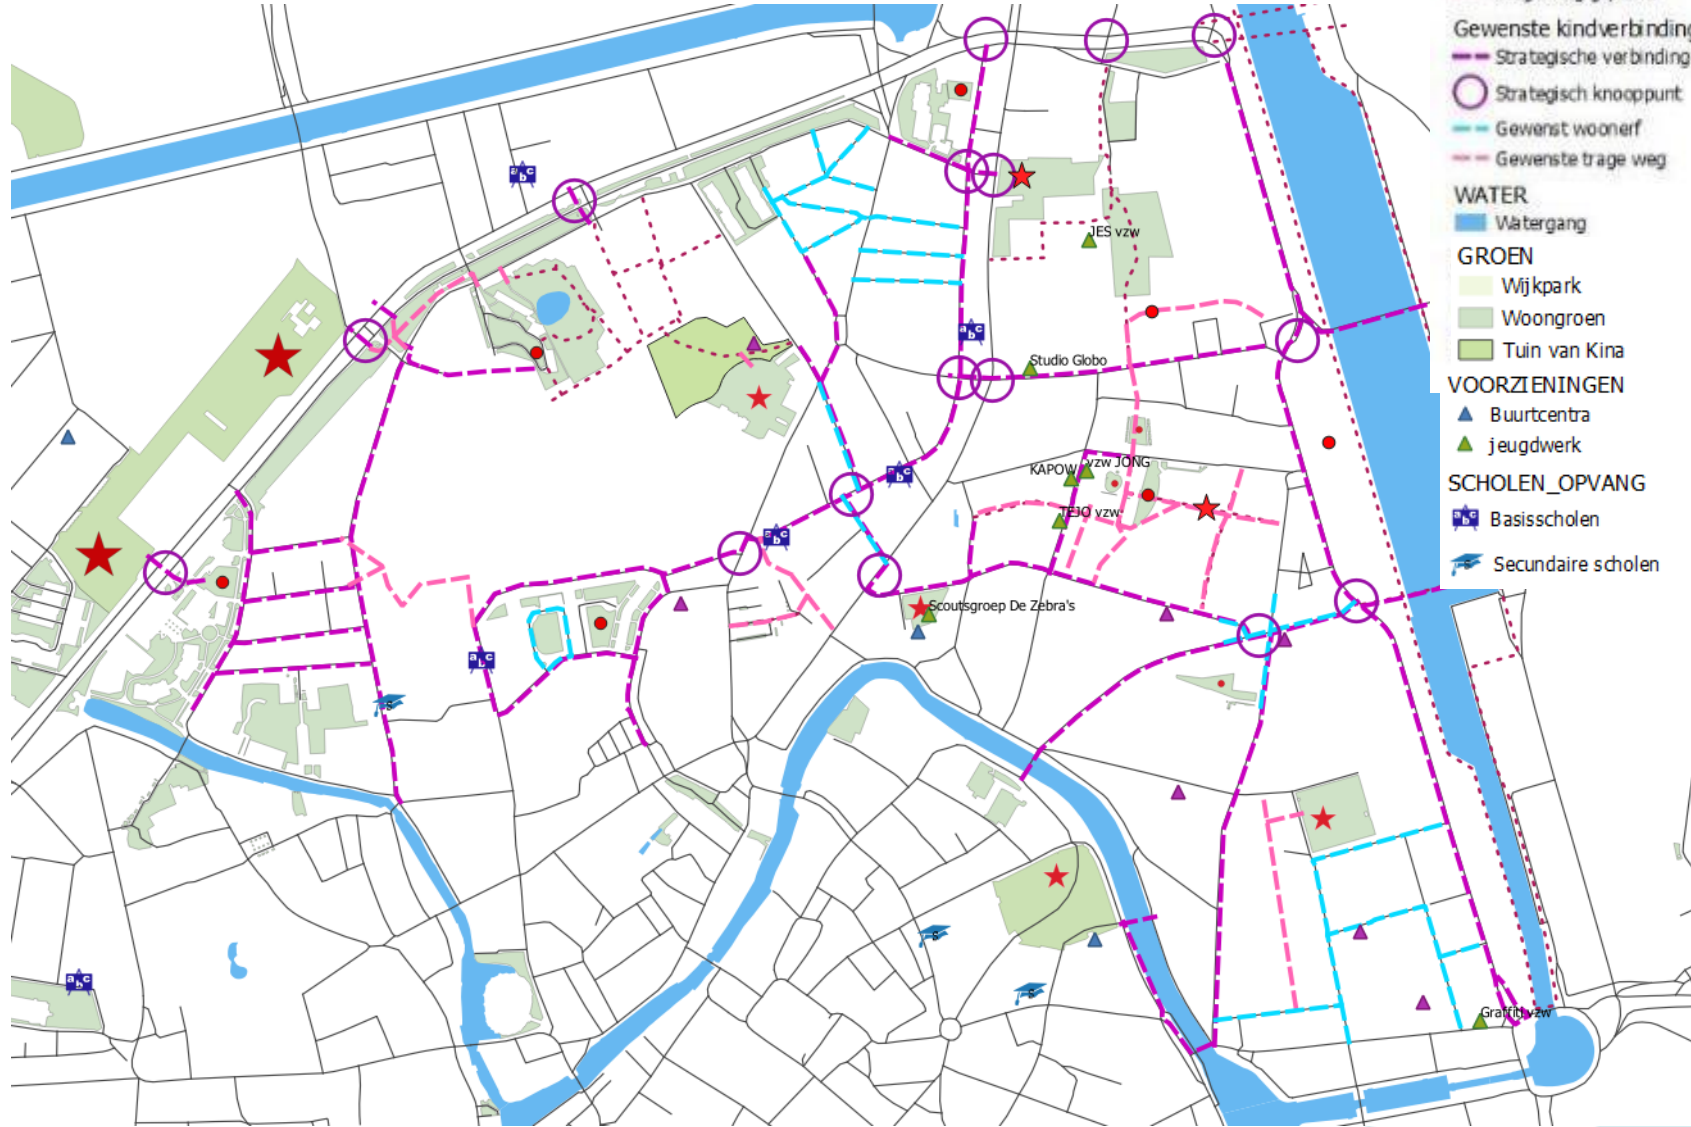 Gewenste kindverbinding
Strategische verbinding
Strategisch knooppunt
Gewenst woonerf
Gewenste trage weg
WATER
Watergang
GROEN
Wijkpark
Woongroen
Tuin van Kina
VOORZIENINGEN
Buurtcentra
jeugdwerk
SCHOLEN_OPVANG
Basisscholen
Secundaire scholen
JES vzw
Studio Globo
vzw JONG
KAPOW
TEJO vzw
Scoutsgroep De Zebra's
Graffiti vzw